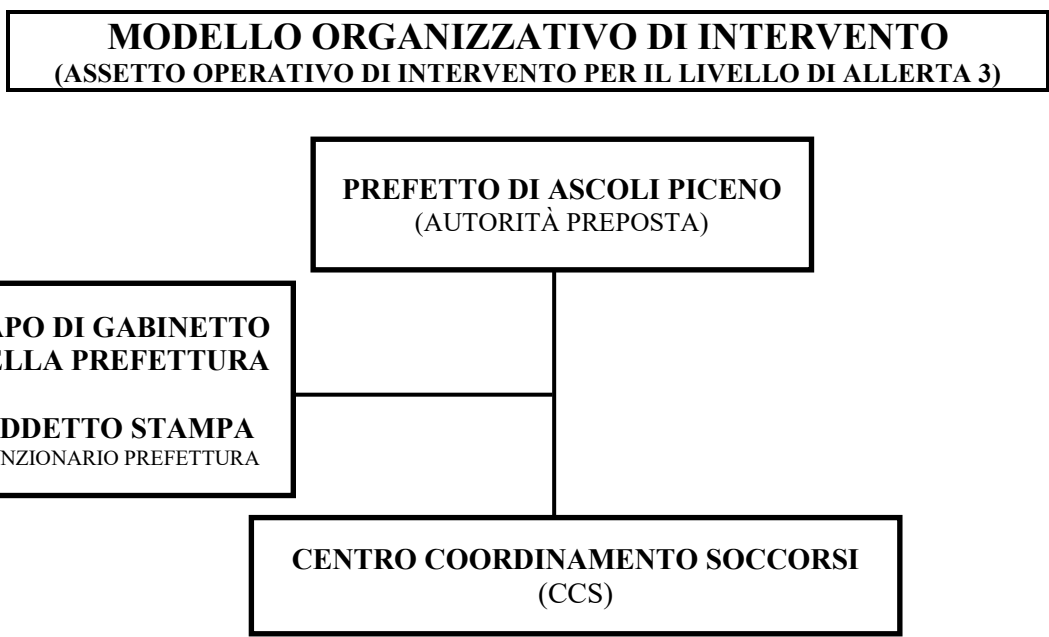 MODELLO ORGANIZZATIVO DI INTERVENTO
(ASSETTO OPERATIVO DI INTERVENTO PER IL LIVELLO DI ALLERTA 3)
PREFETTO DI ASCOLI PICENO
(AUTORITÀ PREPOSTA)
APO DI GABINETTO
ELLA PREFETTURA
DDETTO STAMPA
NZIONARIO PREFETTURA
CENTRO COORDINAMENTO SOCCORSI
(CCS)